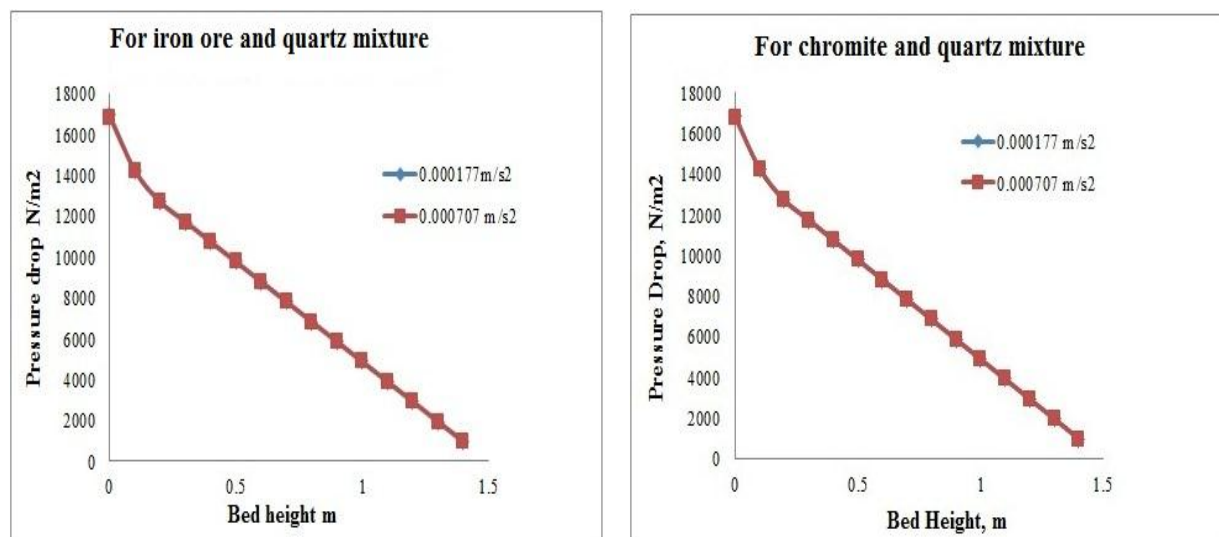 For iron ore and quartz mixture
18000
16000
14000
12000
10000
8000
6000
4000
2000
0
Pressure drop N/m2
0.000177m/s2
0.000707 m/s2
0
0.5
1
1.5
Bed height m
For chromite and quartz mixture
18000
16000
14000
12000
10000
8000
6000
4000
2000
0
Pressure Drop, N/m2
0.000177 m/s2
0.000707 m/s2
0
0.5
1
1.5
Bed Height, m